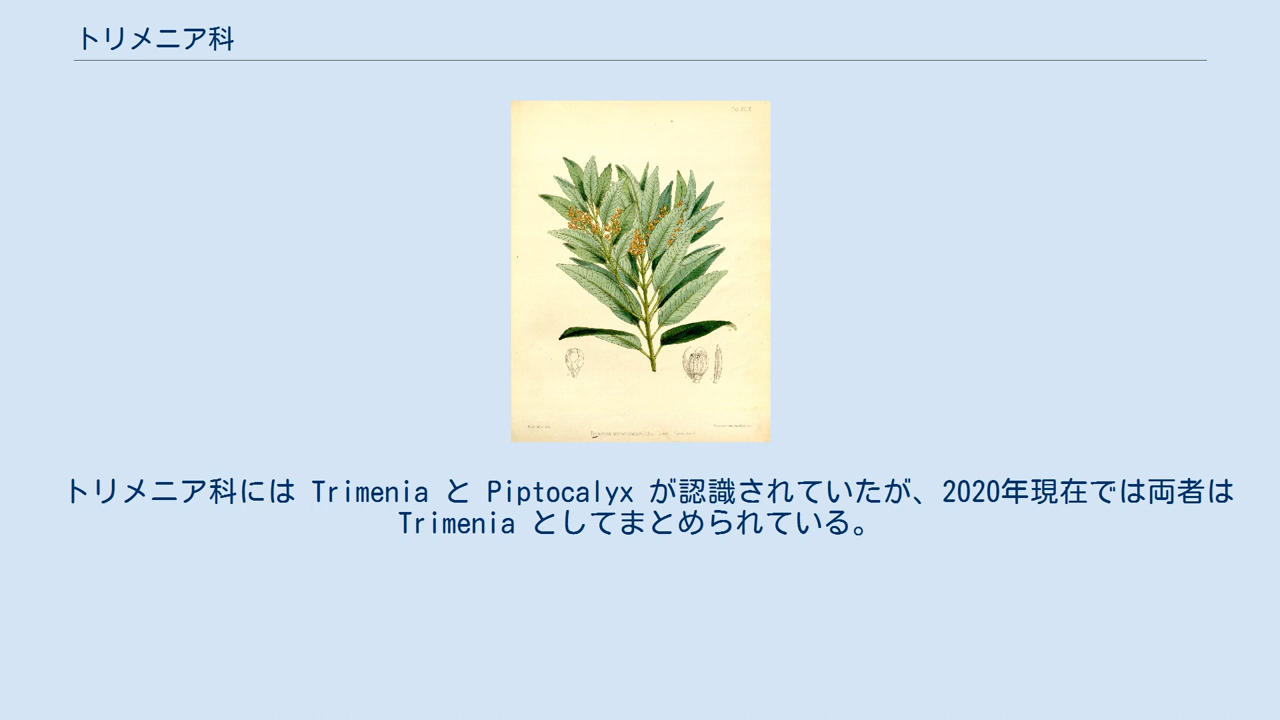 トリメニア科
トリメニア科には Trimenia と Piptocalyx が認識されていたが、2020年現在では両者は
Trimenia としてまとめられている。